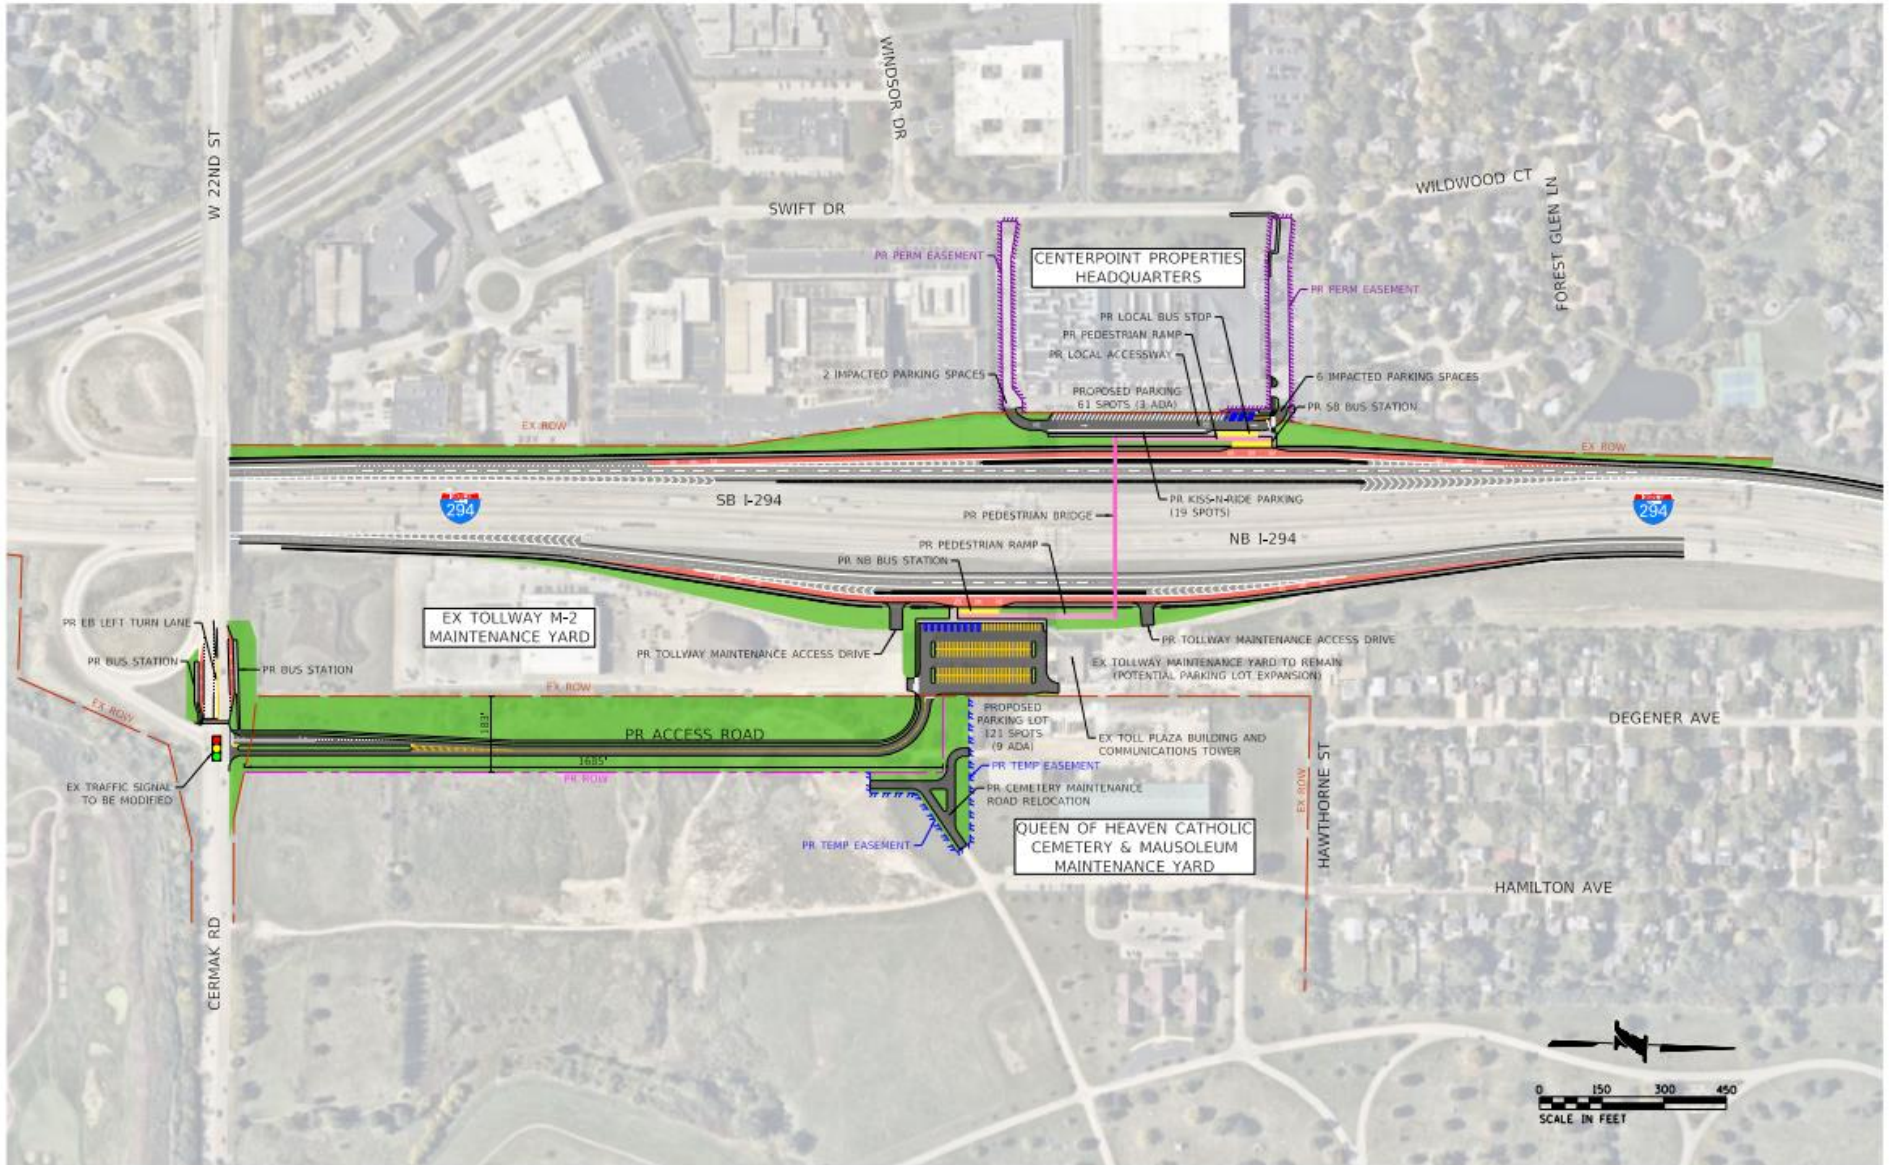 W 22ND ST
WINDSOR DR
SWIFT DR
WILDWOOD CT
FOREST GLEN LN
PR PERM EASEMENT
CENTERPOINT PROPERTIES
HEADQUARTERS
PR PERM EASEMENT
PR LOCAL BUS STOP
PR PEDESTRIAN RAMP
PR LOCAL ACCESSWAY
2 IMPACTED PARKING SPACES
PROPOSED PARKING
61 SPOTS (3 ADA)
6 IMPACTED PARKING SPACES
PR SB BUS STATION
EX ROW
EX ROW
294
SB I-294
PR KISS-N-RIDE PARKING
(19 SPOTS)
294
PR PEDESTRIAN BRIDGE
NB I-294
PR PEDESTRIAN RAMP
PR NB BUS STATION
EX TOLLWAY M-2
MAINTENANCE YARD
PR EB LEFT TURN LANE
PR BUS STATION
PR BUS STATION
PR TOLLWAY MAINTENANCE ACCESS DRIVE
PR TOLLWAY MAINTENANCE ACCESS DRIVE
EX TOLLWAY MAINTENANCE YARD TO REMAIN
(POTENTIAL PARKING LOT EXPANSION)
EX ROW
EX ROW
183'
PR ACCESS ROAD
1685'
PR ROW
PROPOSED
PARKING LOT
121 SPOTS
(9 ADA)
EX TOLL PLAZA BUILDING AND
COMMUNICATIONS TOWER
DEGENER AVE
EX TRAFFIC SIGNAL
TO BE MODIFIED
PR TEMP EASEMENT
PR CEMETERY MAINTENANCE
ROAD RELOCATION
PR TEMP EASEMENT
QUEEN OF HEAVEN CATHOLIC
CEMETERY & MAUSOLEUM
MAINTENANCE YARD
EX ROW
HAWTHORNE ST
HAMILTON AVE
CERMAK RD
0 150 300 450
SCALE IN FEET